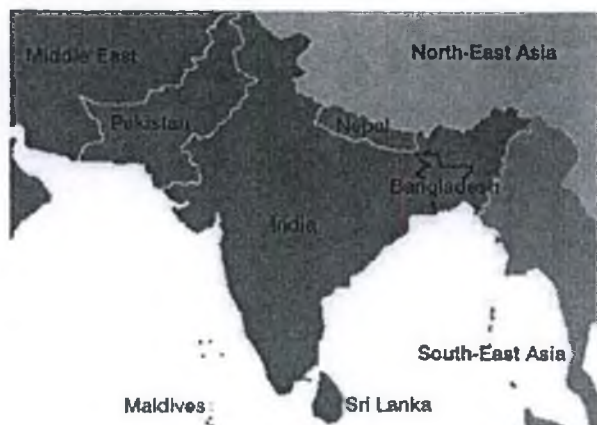 North-East Asia
Middle East
Pakistan
Nepal
Bangladesh
India
South-East Asia
Maldives
Sri Lanka